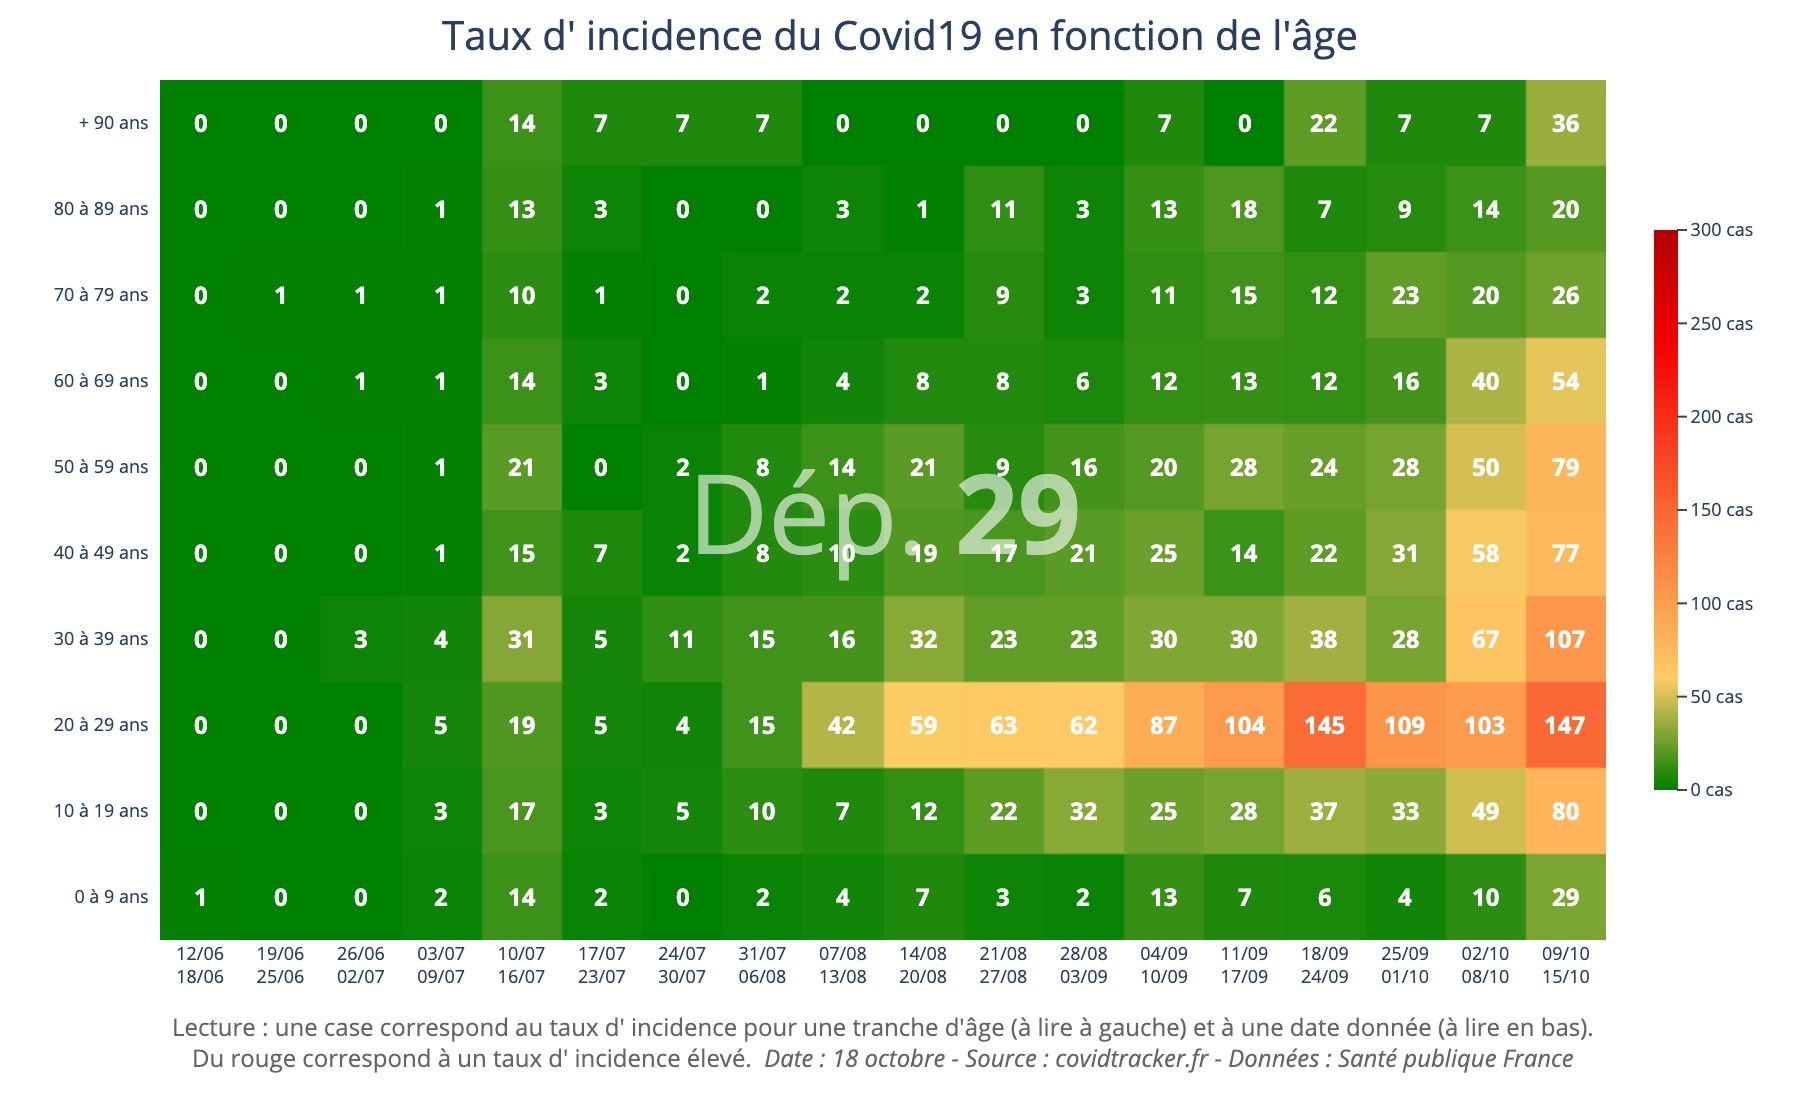 Taux d' incidence du Covid19 en fonction de l'âge
+ 90 ans 0 0 0 0 14 7 7 7 0 0 0 0 7 0 22 7 7 36
80 à 89 ans 0 0 0 1 13 3 0 0 3 1 11 3 13 18 7 9 14 20
70 à 79 ans 0 1 1 1 10 1 0 2 2 2 9 3 11 15 12 23 20 26
60 à 69 ans 0 0 1 1 14 3 0 1 4 8 8 6 12 13 12 16 40 54
50 à 59 ans 0 0 0 1 21 0 2 8 14 21 9 16 20 28 24 28 50 79
Dép. 29
40 à 49 ans 0 0 0 1 15 7 2 8 10 19 17 21 25 14 22 31 58 77
30 à 39 ans 0 0 3 4 31 5 11 15 16 32 23 23 30 30 38 28 67 107
20 à 29 ans 0 0 0 5 19 5 4 15 42 59 63 62 87 104 145 109 103 147
10 à 19 ans 0 0 0 3 17 3 5 10 7 12 22 32 25 28 37 33 49 80
0 à 9 ans 1 0 0 2 14 2 0 2 4 7 3 2 13 7 6 4 10 29
12/06 19/06 26/06 03/07 10/07 17/07 24/07 31/07 07/08 14/08 21/08 28/08 04/09 11/09 18/09 25/09 02/10 09/10
18/06 25/06 02/07 09/07 16/07 23/07 30/07 06/08 13/08 20/08 27/08 03/09 10/09 17/09 24/09 01/10 08/10 15/10
300 cas
250 cas
200 cas
150 cas
100 cas
50 cas
0 cas
Lecture : une case correspond au taux d' incidence pour une tranche d'âge (à lire à gauche) et à une date donnée (à lire en bas).
Du rouge correspond à un taux d' incidence élevé. Date : 18 octobre - Source : covidtracker.fr - Données : Santé publique France